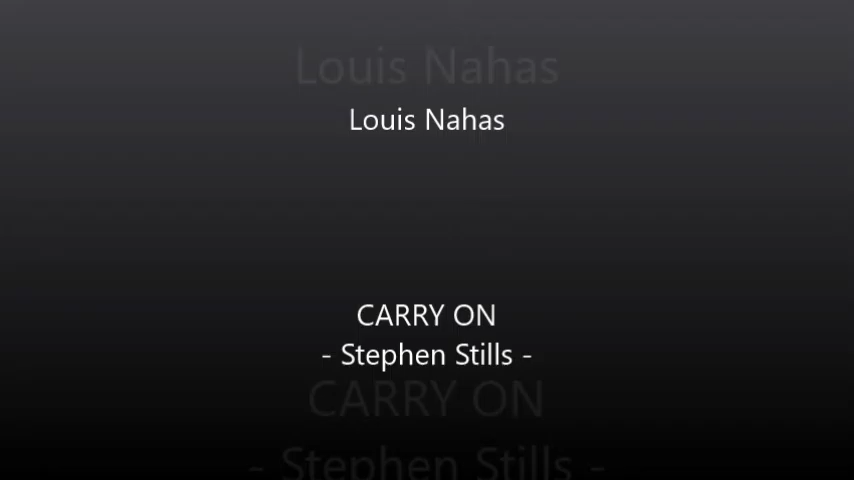 Louis Nahas
Louis Nahas
CARRY ON
- Stephen Stills -
CARRY ON
- Stephen Stills -